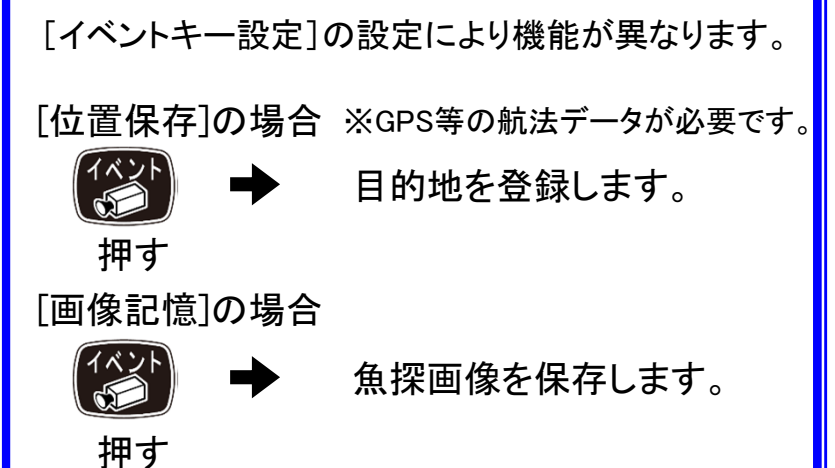 ［イベントキー設定］の設定により機能が異なります。
［位置保存］の場合 ※GPS等の航法データが必要です。
イベント
目的地を登録します。
押す
［画像記憶］の場合
イベント
魚探画像を保存します。
押す